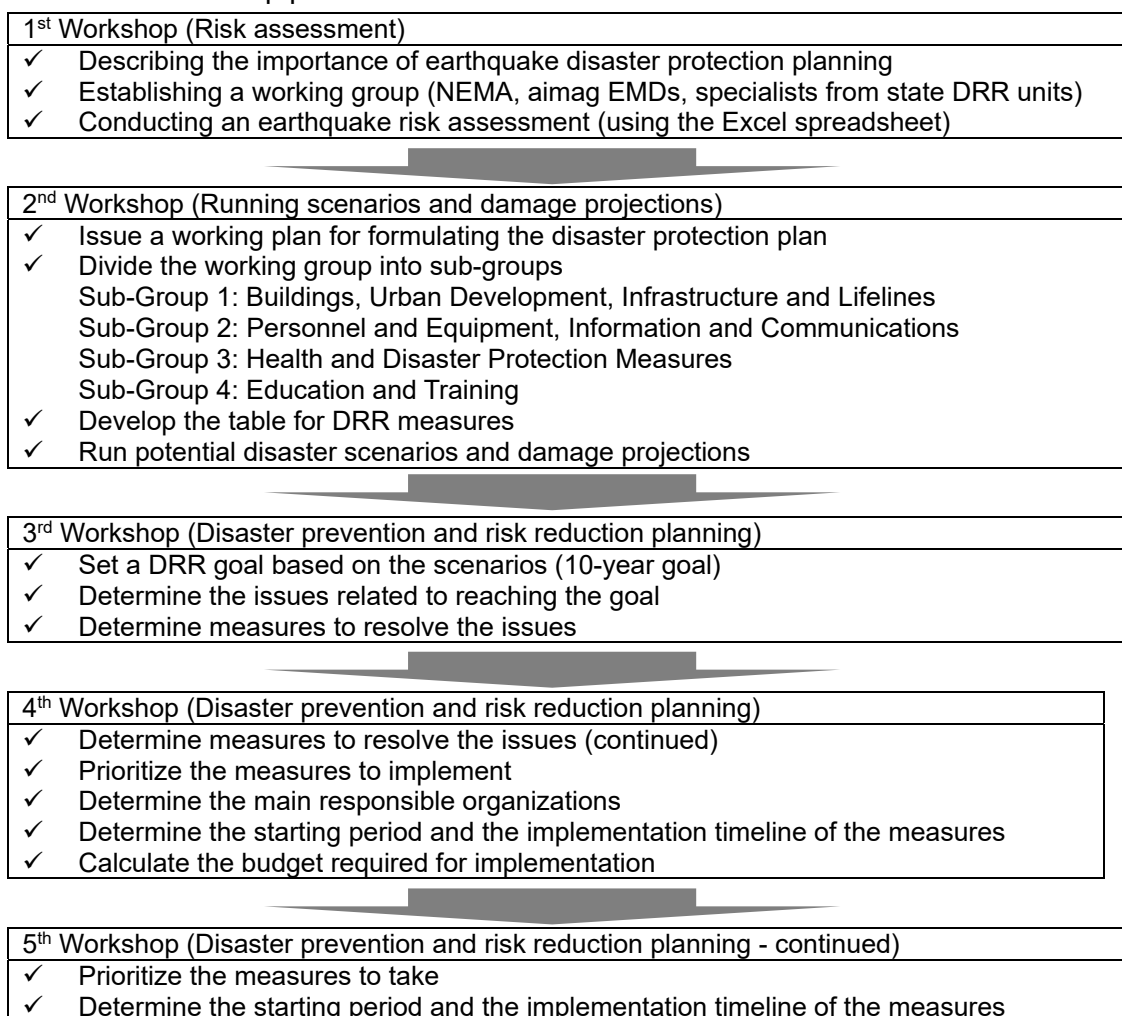 1st Workshop (Risk assessment)
✓ Describing the importance of earthquake disaster protection planning
✓ Establishing a working group (NEMA, aimag EMDs, specialists from state DRR units)
✓ Conducting an earthquake risk assessment (using the Excel spreadsheet)
2nd Workshop (Running scenarios and damage projections)
✓ Issue a working plan for formulating the disaster protection plan
✓ Divide the working group into sub-groups
Sub-Group 1: Buildings, Urban Development, Infrastructure and Lifelines
Sub-Group 2: Personnel and Equipment, Information and Communications
Sub-Group 3: Health and Disaster Protection Measures
Sub-Group 4: Education and Training
✓ Develop the table for DRR measures
✓ Run potential disaster scenarios and damage projections
3rd Workshop (Disaster prevention and risk reduction planning)
✓ Set a DRR goal based on the scenarios (10-year goal)
✓ Determine the issues related to reaching the goal
✓ Determine measures to resolve the issues
4th Workshop (Disaster prevention and risk reduction planning)
✓ Determine measures to resolve the issues (continued)
✓ Prioritize the measures to implement
✓ Determine the main responsible organizations
✓ Determine the starting period and the implementation timeline of the measures
✓ Calculate the budget required for implementation
5th Workshop (Disaster prevention and risk reduction planning - continued)
✓ Prioritize the measures to take
✓ Determine the starting period and the implementation timeline of the measures